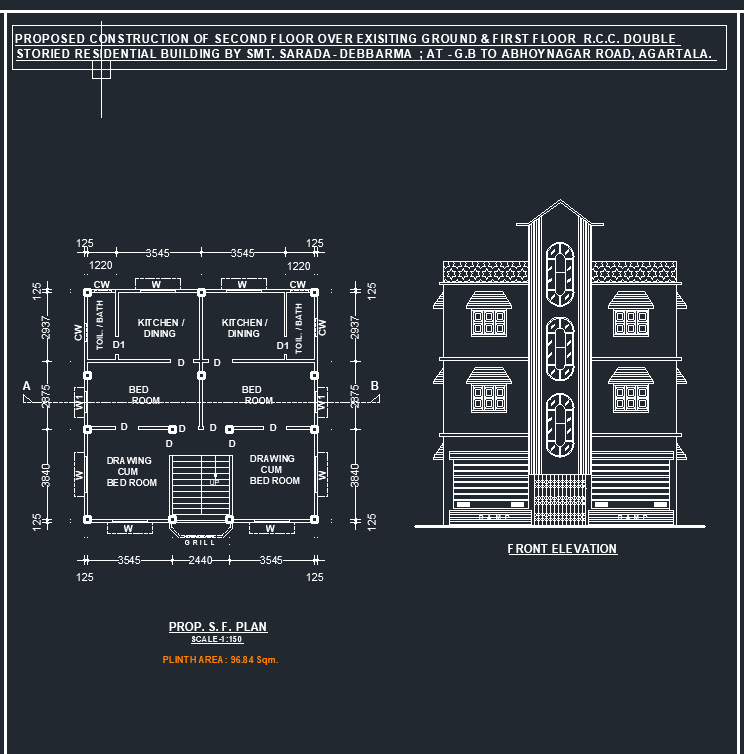 PROPOSED CONSTRUCTION OF SECOND FLOOR OVER EXISITING GROUND & FIRST FLOOR R.C.C. DOUBLE
STORIED RESIDENTIAL BUILDING BY SMT. SARADA - DEBBARMA ; AT - G.B TO ABHOYNAGAR ROAD, AGARTALA.
125 3545 3545 125
1220 1220
125 CW W W CW 125
2937 CW TOIL. / BATH KITCHEN / KITCHEN / TOIL. / BATH CW 2937
DINING DINING
D1 D1
D D
A BED BED B
2875 W1 ROOM ROOM W1 2875
D D D D
D D
DRAWING DRAWING
CUM CUM
BED ROOM BED ROOM
3840 W UP W 3840
125 W W 125
GRILL
3545 2440 3545
125 125
PROP. S. F. PLAN
SCALE-1:150
PLINTH AREA: 96.84 Sqm.
RAMP RAMP
FRONT ELEVATION